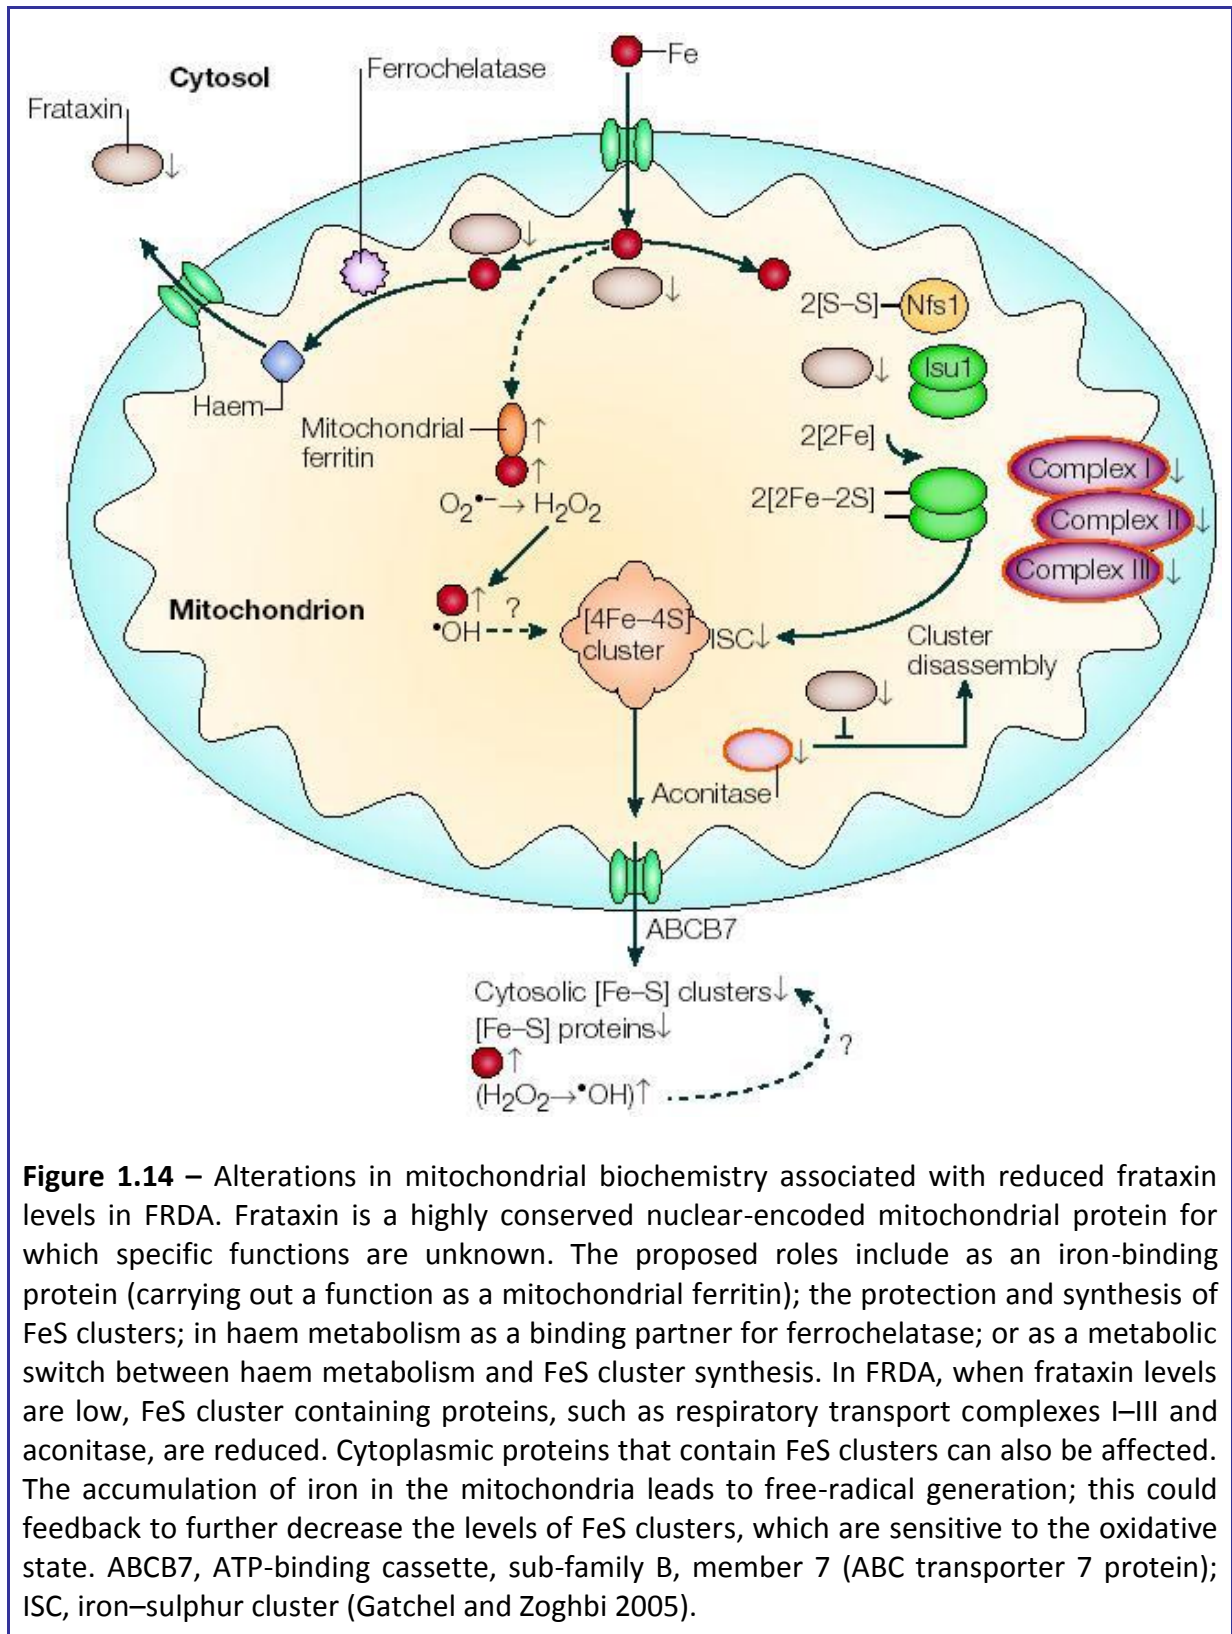 Fe
Cytosol
Ferrochelatase
Frataxin
↓
↓
↓
2[S–S]
Nfs1
↓
Isu1
Haem
Mitochondrial
ferritin
↑
↑
2[2Fe]
Complex I ↓
O₂•⁻ → H₂O₂
2[2Fe–2S]
Complex II ↓
Complex III ↓
Mitochondrion
↑
?
•OH
[4Fe–4S]
cluster
ISC↓
Cluster
disassembly
↓
↓
Aconitase
ABCB7
Cytosolic [Fe–S] clusters↓
[Fe–S] proteins↓
↑
?
(H₂O₂→•OH)↑
Figure 1.14 – Alterations in mitochondrial biochemistry associated with reduced frataxin
levels in FRDA. Frataxin is a highly conserved nuclear-encoded mitochondrial protein for
which specific functions are unknown. The proposed roles include as an iron-binding
protein (carrying out a function as a mitochondrial ferritin); the protection and synthesis of
FeS clusters; in haem metabolism as a binding partner for ferrochelatase; or as a metabolic
switch between haem metabolism and FeS cluster synthesis. In FRDA, when frataxin levels
are low, FeS cluster containing proteins, such as respiratory transport complexes I–III and
aconitase, are reduced. Cytoplasmic proteins that contain FeS clusters can also be affected.
The accumulation of iron in the mitochondria leads to free-radical generation; this could
feedback to further decrease the levels of FeS clusters, which are sensitive to the oxidative
state. ABCB7, ATP-binding cassette, sub-family B, member 7 (ABC transporter 7 protein);
ISC, iron–sulphur cluster (Gatchel and Zoghbi 2005).